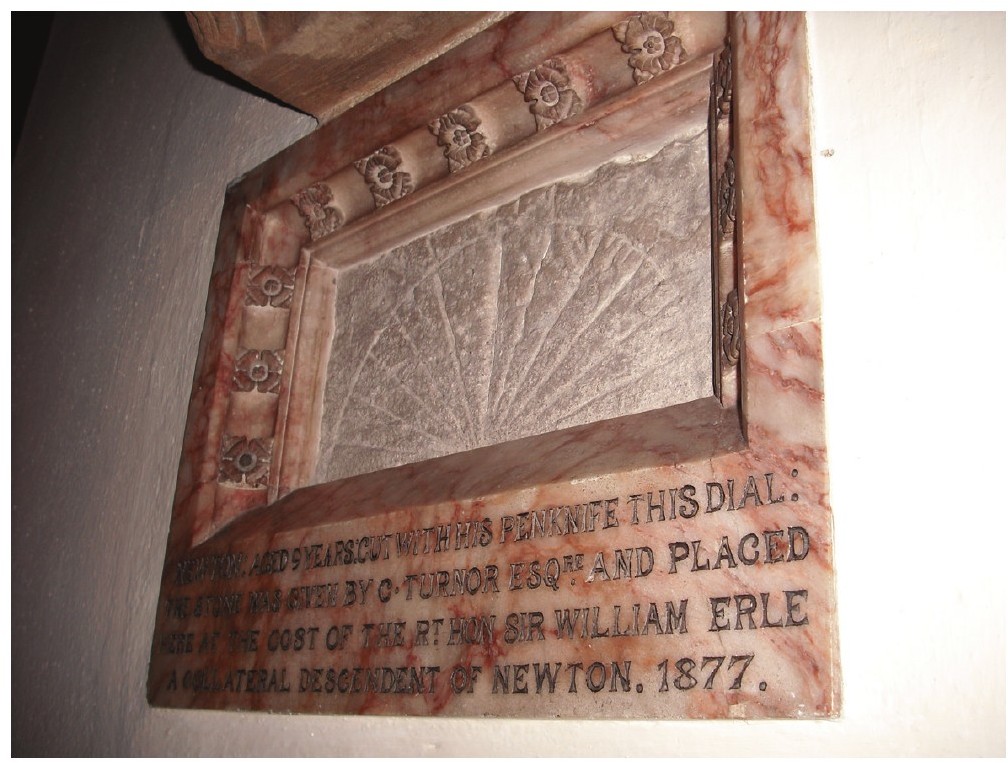 NEWTON: AGED 9 YEARS: CUT WITH HIS PENKNIFE THIS DIAL:
THE STONE WAS GIVEN BY C. TURNOR ESQRE AND PLACED
HERE AT THE COST OF THE RT HON SIR WILLIAM ERLE
A COLLATERAL DESCENDENT OF NEWTON. 1877.